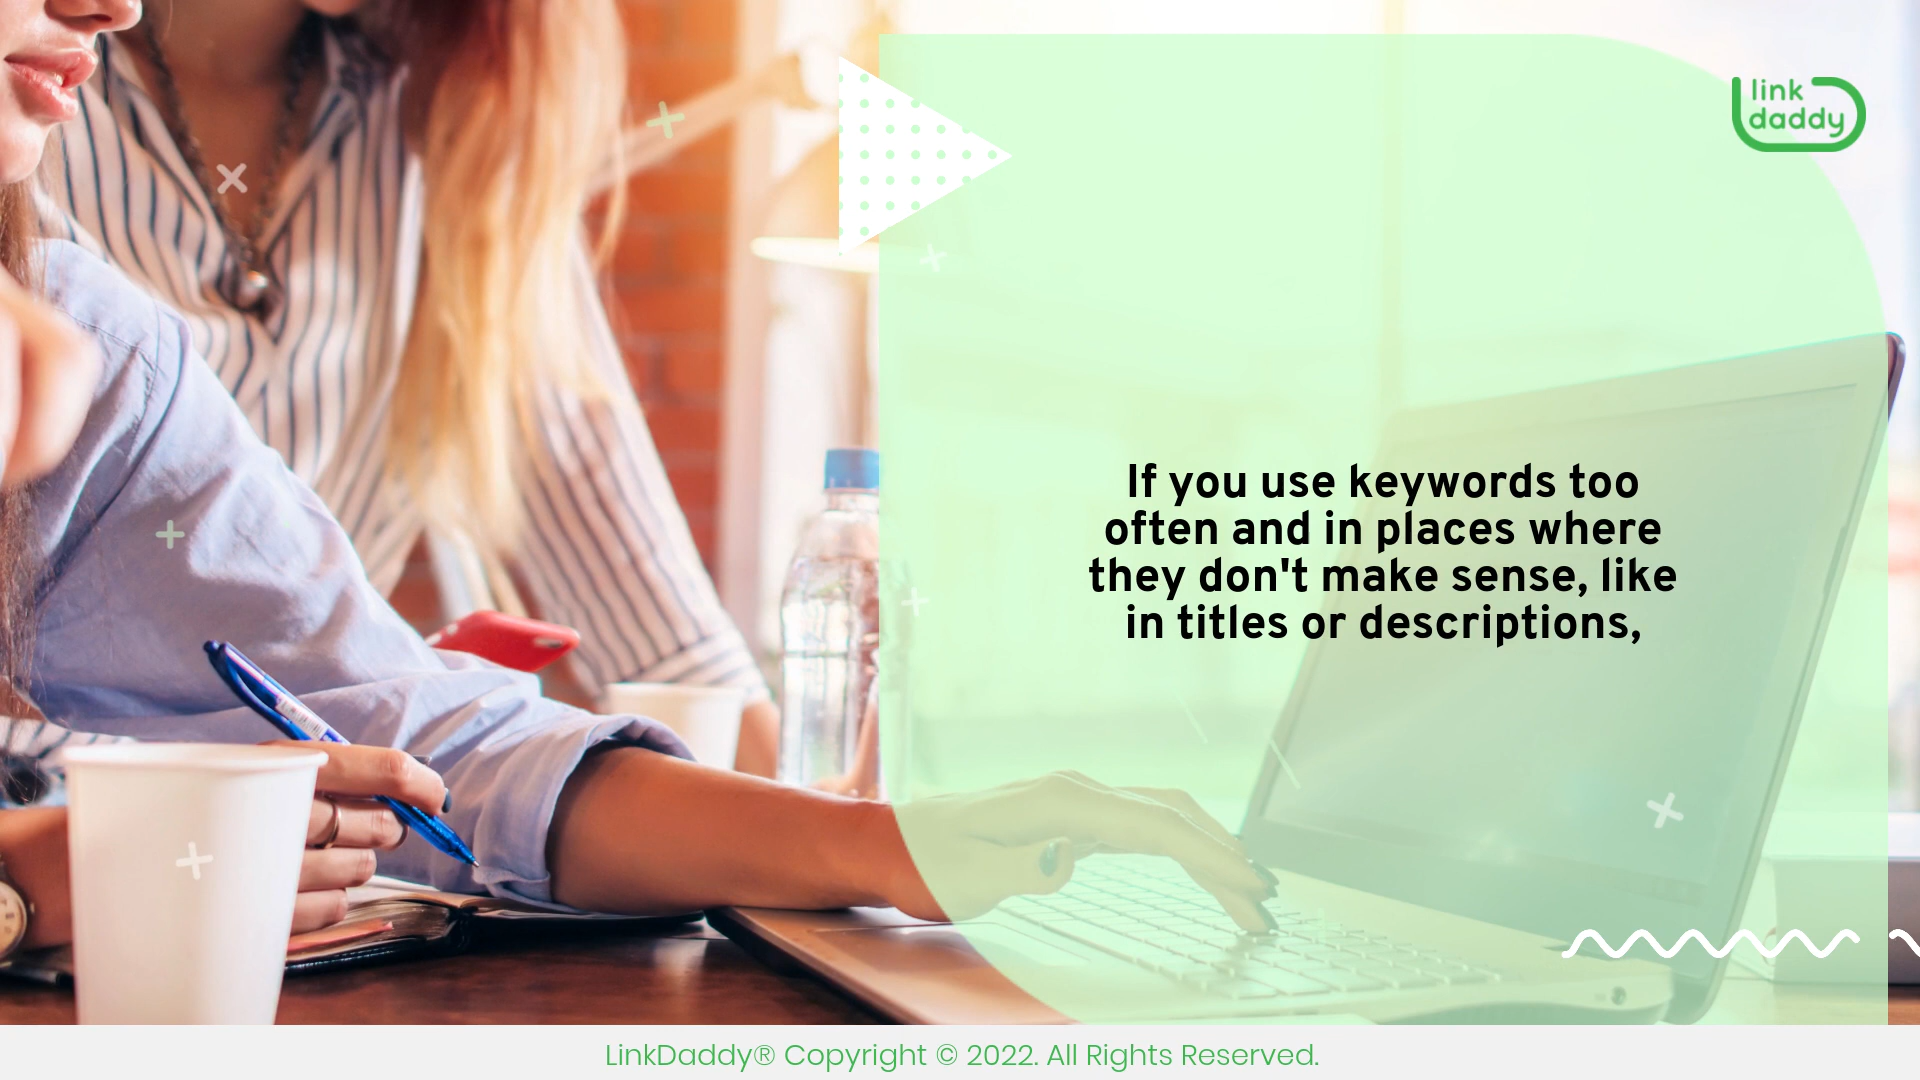 link
daddy
If you use keywords too
often and in places where
they don't make sense, like
in titles or descriptions,
LinkDaddy® Copyright © 2022. All Rights Reserved.